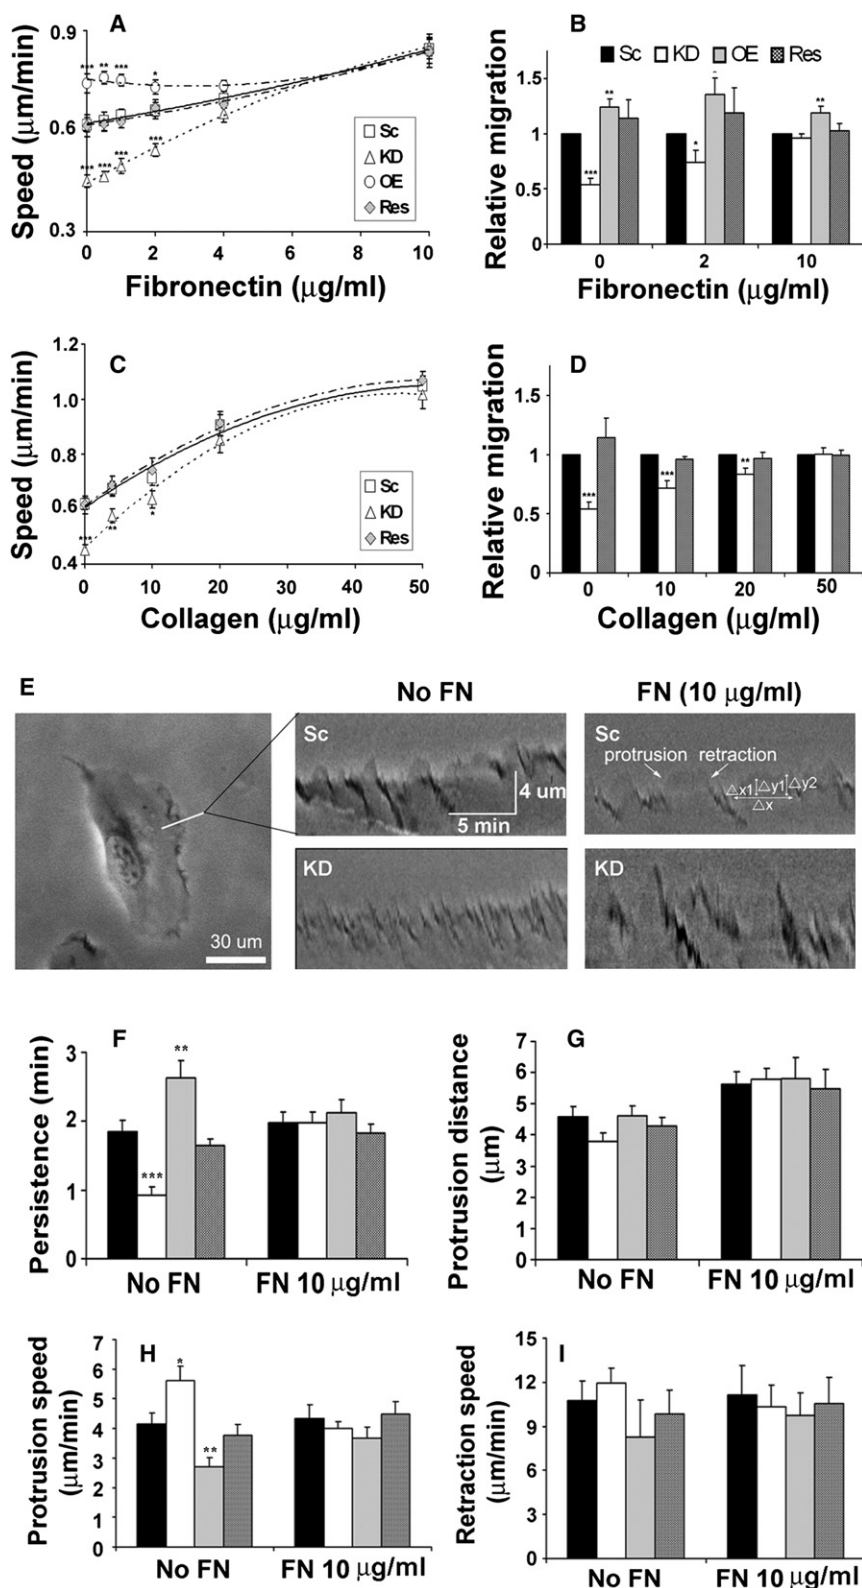 A
Speed (μm/min)
0.9
0.6
0.3
***
**
***
*
***
***
***
***
Sc
KD
OE
Res
0 2 4 6 8 10
Fibronectin (μg/ml)
B
Sc KD OE Res
Relative migration
1.5
1
0.5
0
**
***
*
**
0 2 10
Fibronectin (μg/ml)
C
Speed (μm/min)
1.2
1.0
0.8
0.6
0.4
***
**
*
Sc
KD
Res
0 10 20 30 40 50
Collagen (μg/ml)
D
Relative migration
1.5
1
0.5
0
***
***
**
0 10 20 50
Collagen (μg/ml)
E
No FN
FN (10 μg/ml)
30 um
Sc
4 um
5 min
KD
Sc
protrusion retraction
△x1 △y1 △y2
△x
KD
F
Persistence (min)
3
2
1
0
***
**
No FN FN 10 μg/ml
G
Protrusion distance
(μm)
7
6
5
4
3
2
1
0
No FN FN 10 μg/ml
H
Protrusion speed
(μm/min)
7
6
5
4
3
2
1
0
*
**
No FN FN 10 μg/ml
I
Retraction speed
(μm/min)
15
12
9
6
3
0
No FN FN 10 μg/ml